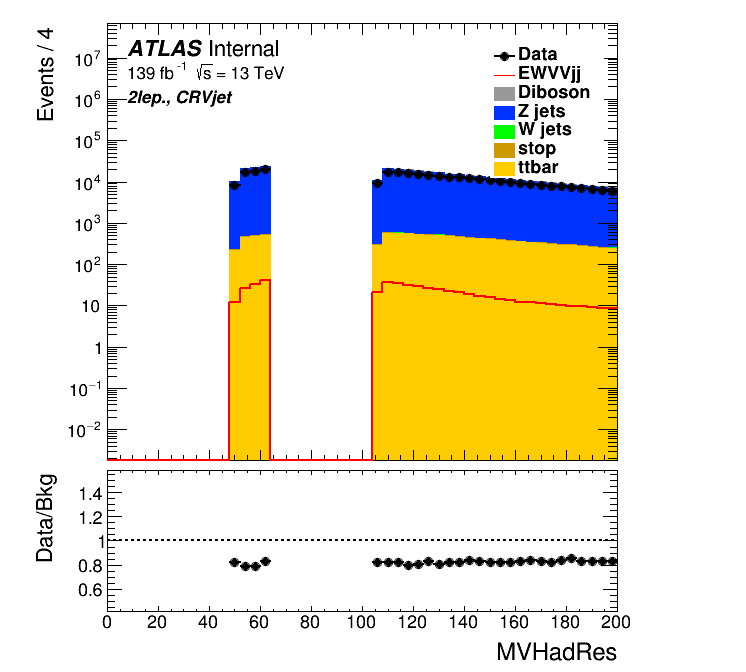 ATLAS Internal
139 fb⁻¹ √s = 13 TeV
2lep., CRVjet
Data
EWVVjj
Diboson
Z jets
W jets
stop
ttbar
Events / 4
10⁷
10⁶
10⁵
10⁴
10³
10²
10
1
10⁻¹
10⁻²
Data/Bkg
1.4
1.2
1
0.8
0.6
0 20 40 60 80 100 120 140 160 180 200
MVHadRes